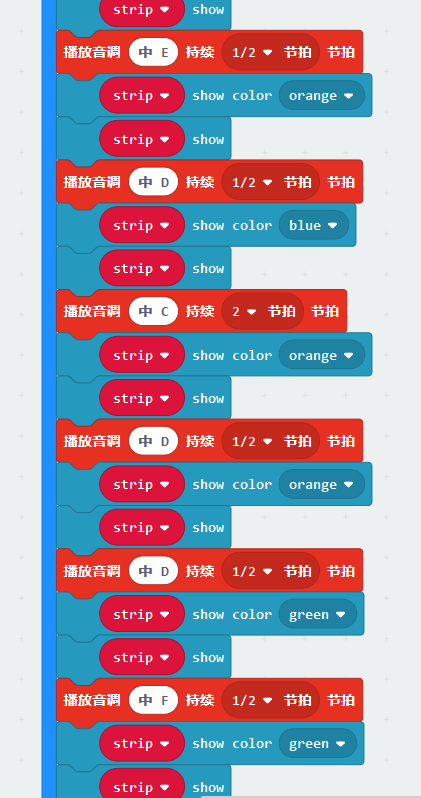 strip show
播放音调 中 E 持续 1/2 节拍 节拍
strip show color orange
strip show
播放音调 中 D 持续 1/2 节拍 节拍
strip show color blue
strip show
播放音调 中 C 持续 2 节拍 节拍
strip show color orange
strip show
播放音调 中 D 持续 1/2 节拍 节拍
strip show color orange
strip show
播放音调 中 D 持续 1/2 节拍 节拍
strip show color green
strip show
播放音调 中 F 持续 1/2 节拍 节拍
strip show color green
strip show